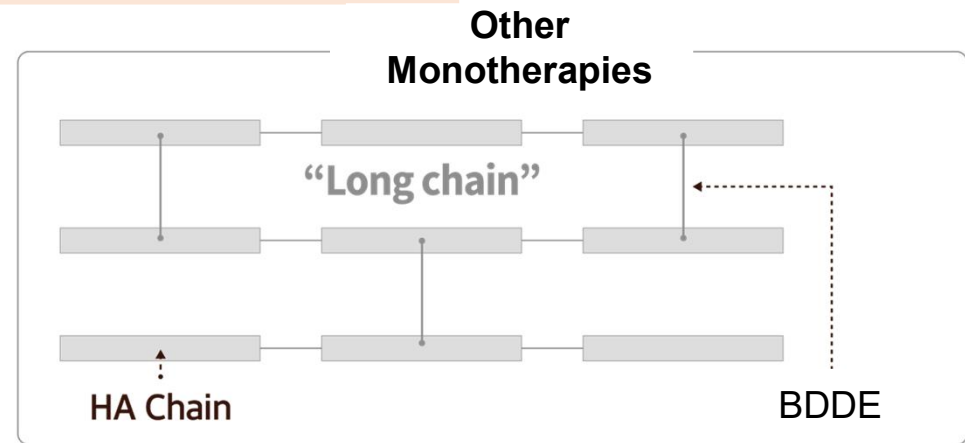 Other
Monotherapies
“Long chain”
HA Chain
BDDE